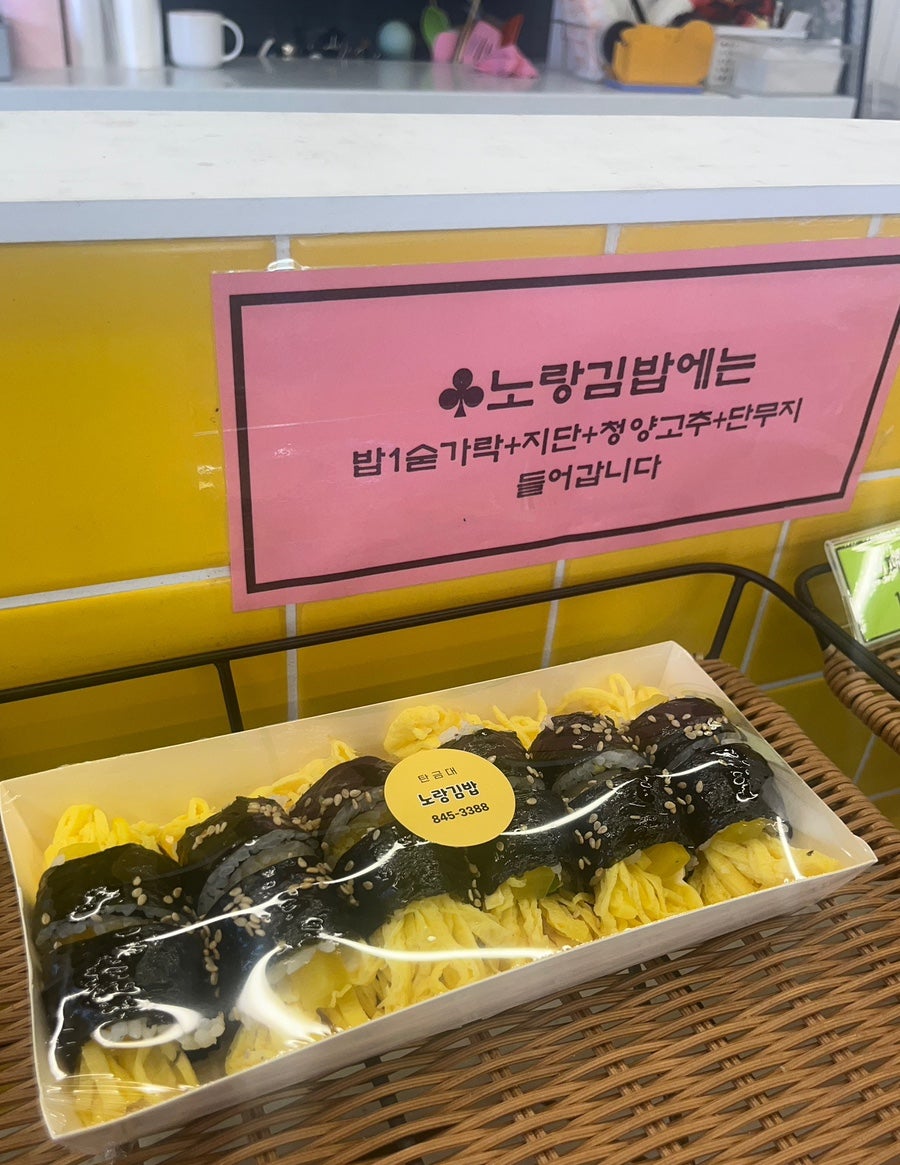 ♣노랑김밥에는
밥1숟가락+지단+청양고추+단무지
들어갑니다
탄금대
노랑김밥
845-3388